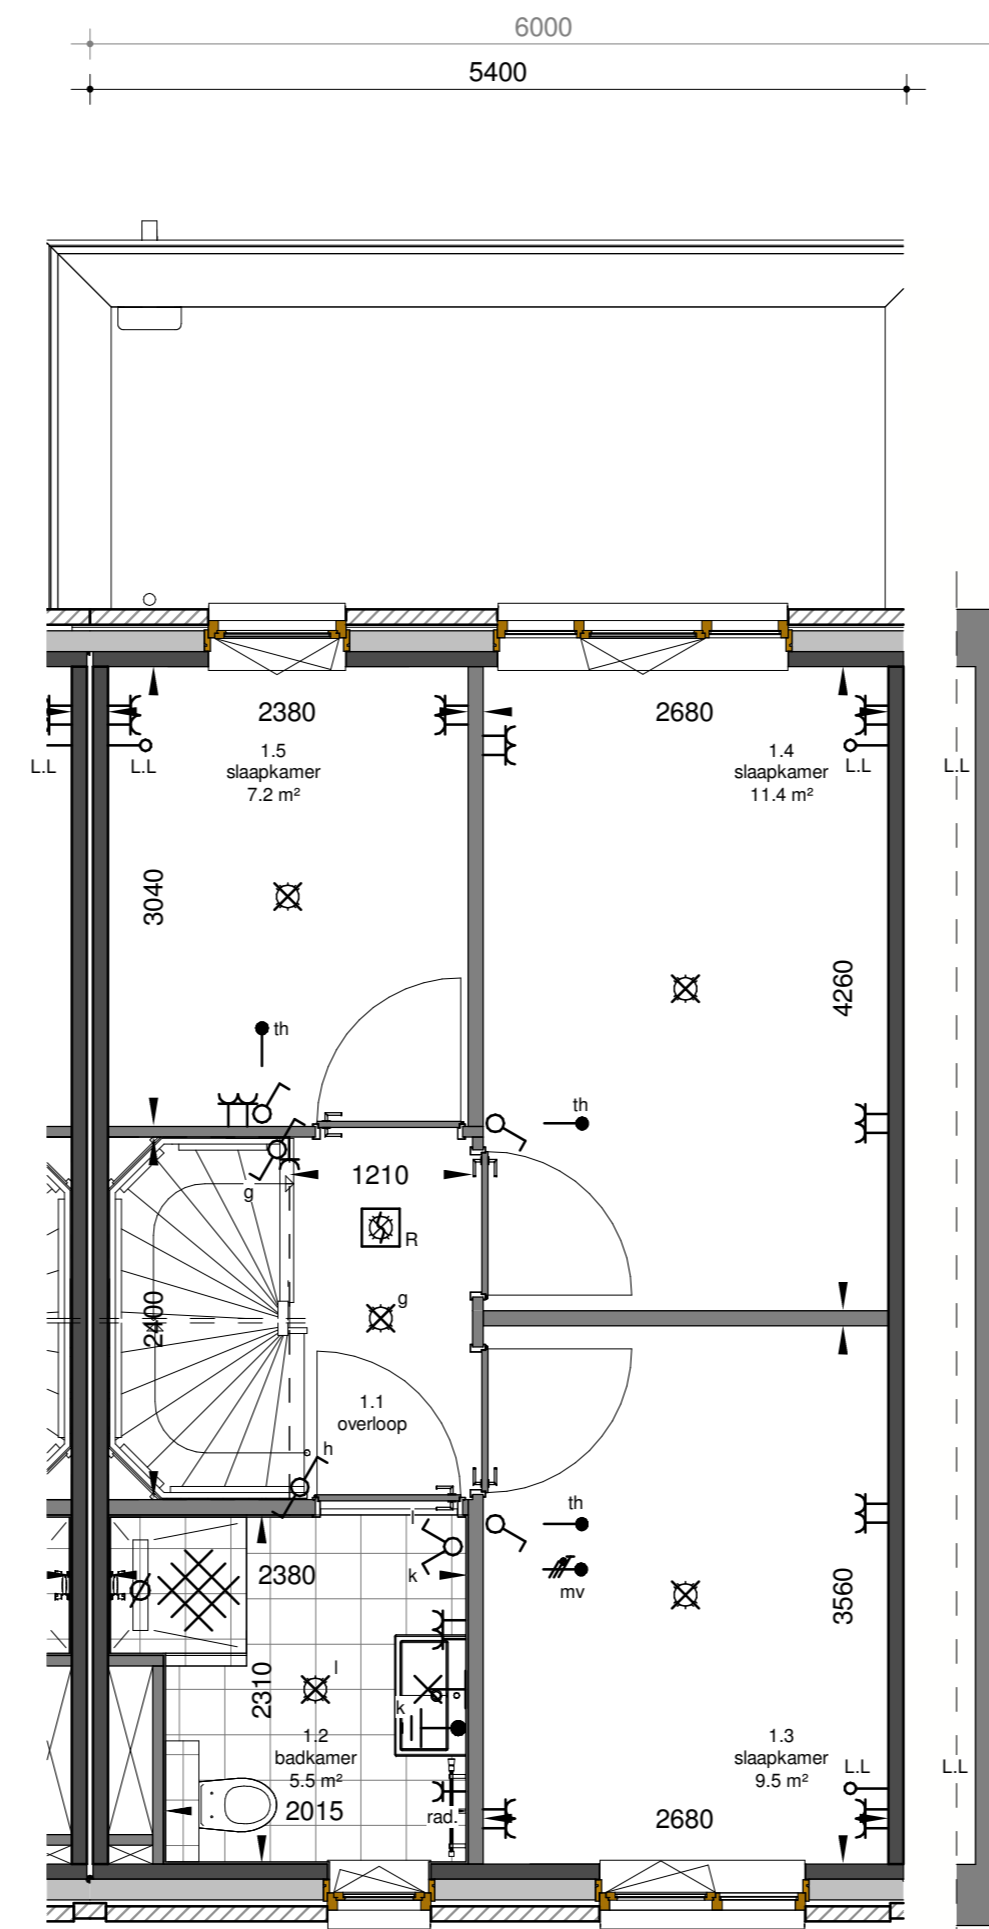 6000
5400
2380
2680
1.5
slaapkamer
7.2 m²
1.4
slaapkamer
11.4 m²
L.L
L.L
L.L
L.L
3040
4260
th
th
1210
g
R
g
2400
1.1
overloop
h
l
th
k
2380
mv
3560
2310
l
k
1.2
badkamer
5.5 m²
1.3
slaapkamer
9.5 m²
L.L
L.L
2015
rad.
2680